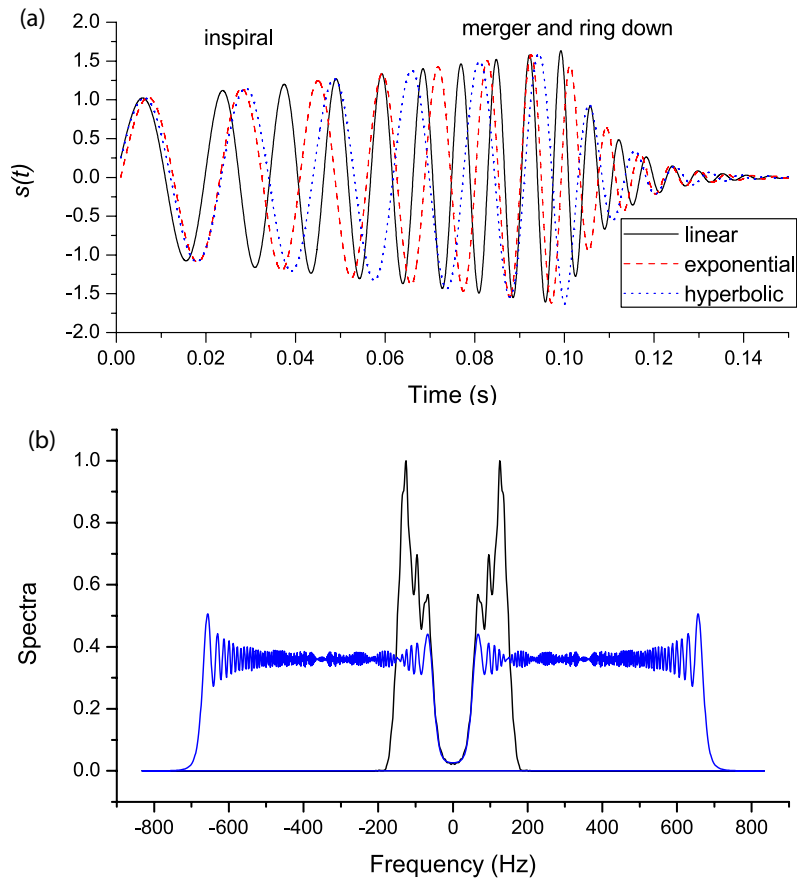 (a)
2.0
1.5
1.0
0.5
0.0
-0.5
-1.0
-1.5
-2.0
s(t)
inspiral
merger and ring down
linear
exponential
hyperbolic
0.00 0.02 0.04 0.06 0.08 0.10 0.12 0.14
Time (s)
(b)
1.0
0.8
0.6
0.4
0.2
0.0
Spectra
-800 -600 -400 -200 0 200 400 600 800
Frequency (Hz)